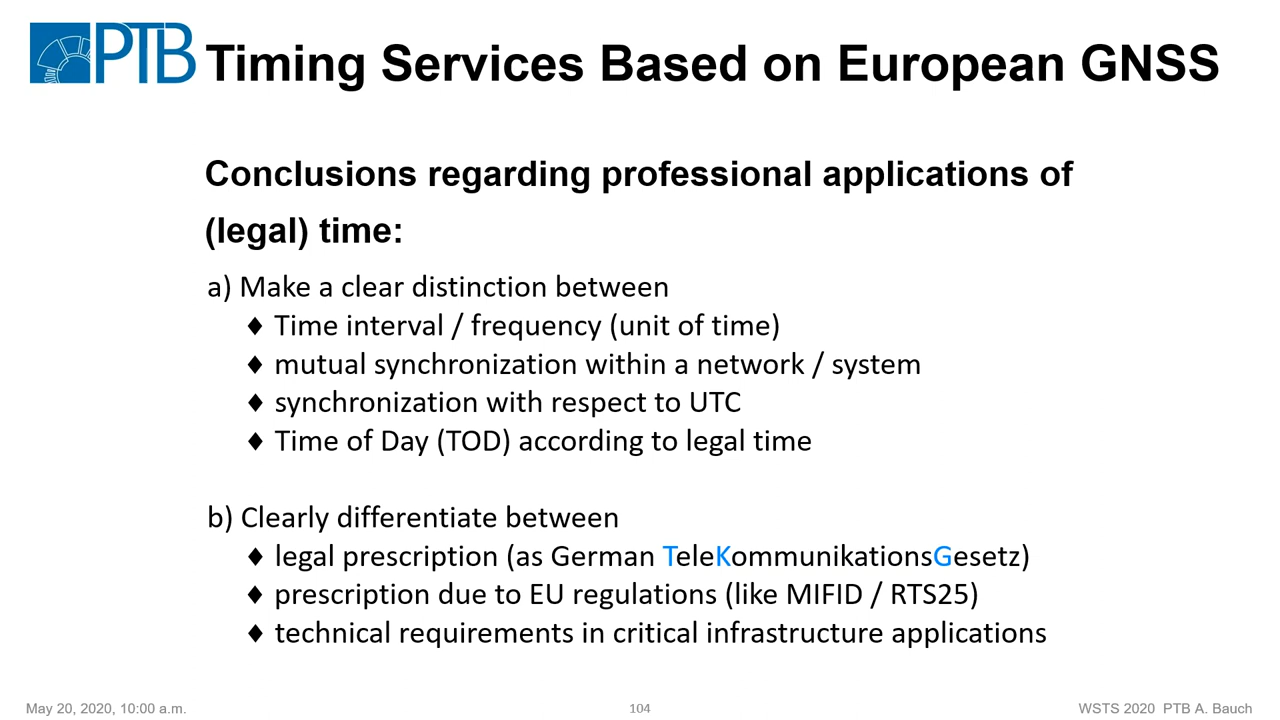 PTB Timing Services Based on European GNSS
Conclusions regarding professional applications of
(legal) time:
a) Make a clear distinction between
♦ Time interval / frequency (unit of time)
♦ mutual synchronization within a network / system
♦ synchronization with respect to UTC
♦ Time of Day (TOD) according to legal time
b) Clearly differentiate between
♦ legal prescription (as German TeleKommunikationsGesetz)
♦ prescription due to EU regulations (like MIFID / RTS25)
♦ technical requirements in critical infrastructure applications
May 20, 2020, 10:00 a.m. 104 WSTS 2020 PTB A. Bauch